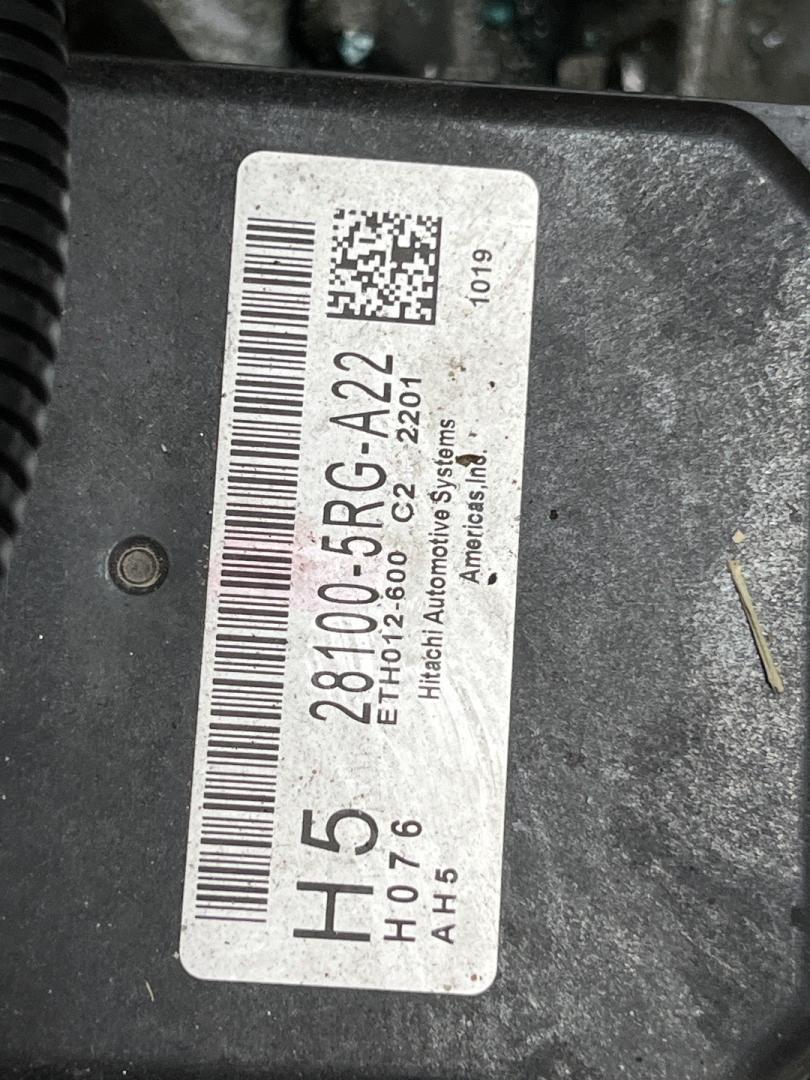 1019
H5 28100-5RG-A22
H076 ETH012-600 C2 2201
AH5 Hitachi Automotive Systems
Americas,Inc.